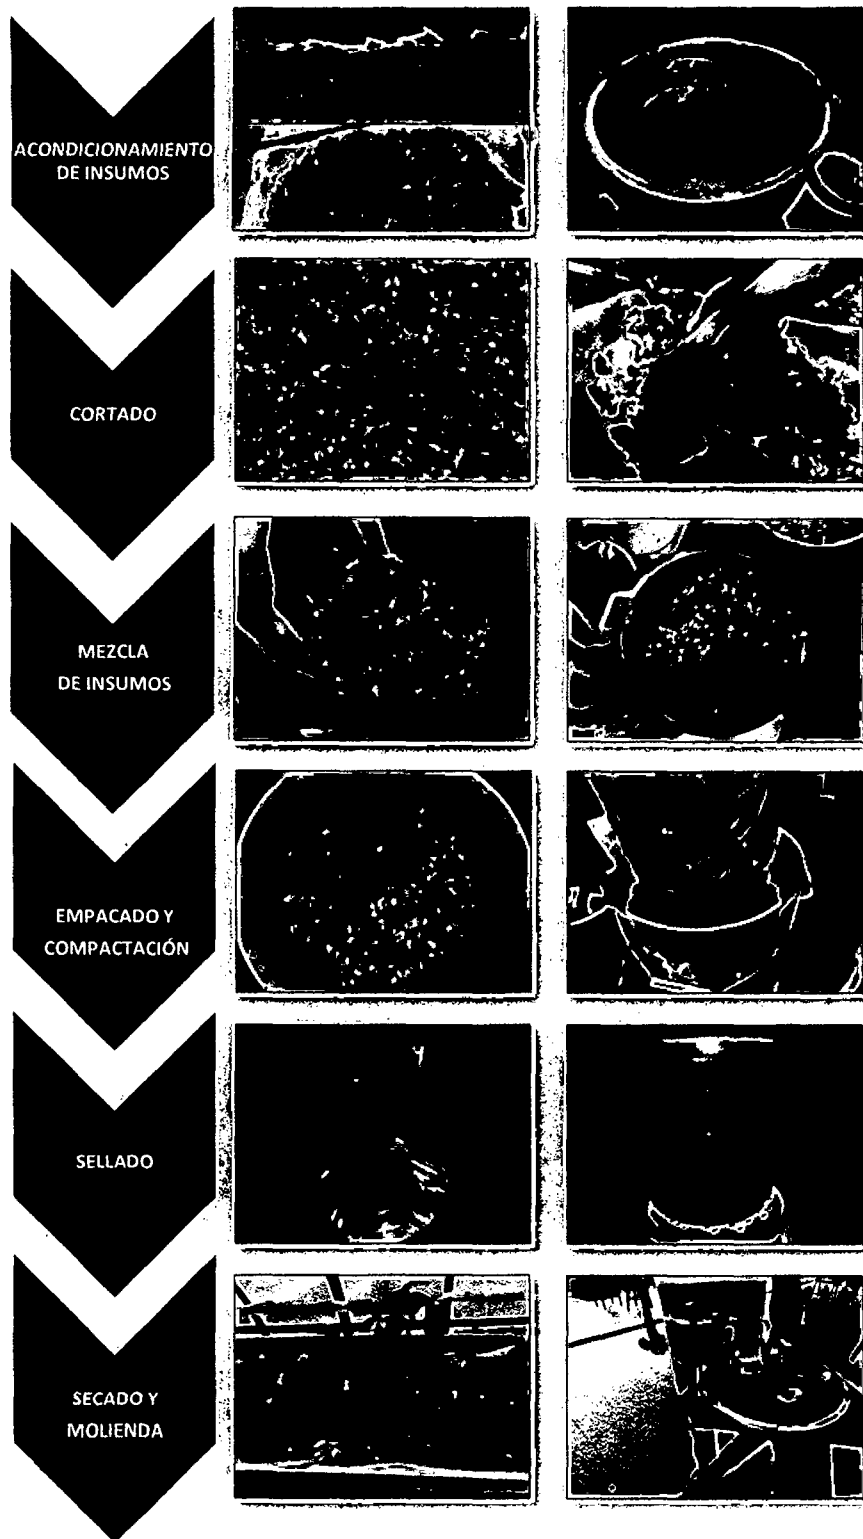 ACONDICIONAMIENTO
DE INSUMOS
CORTADO
MEZCLA
DE INSUMOS
EMPACADO Y
COMPACTACIÓN
SELLADO
SECADO Y
MOLIENDA